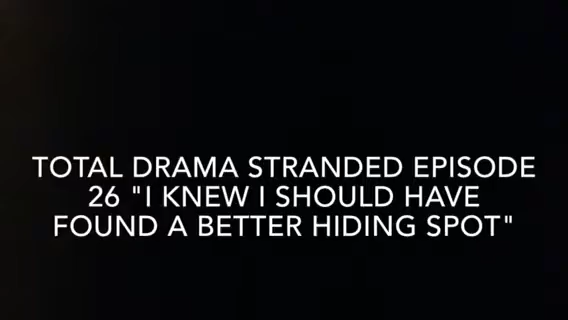 TOTAL DRAMA STRANDED EPISODE
26 "I KNEW I SHOULD HAVE
FOUND A BETTER HIDING SPOT"